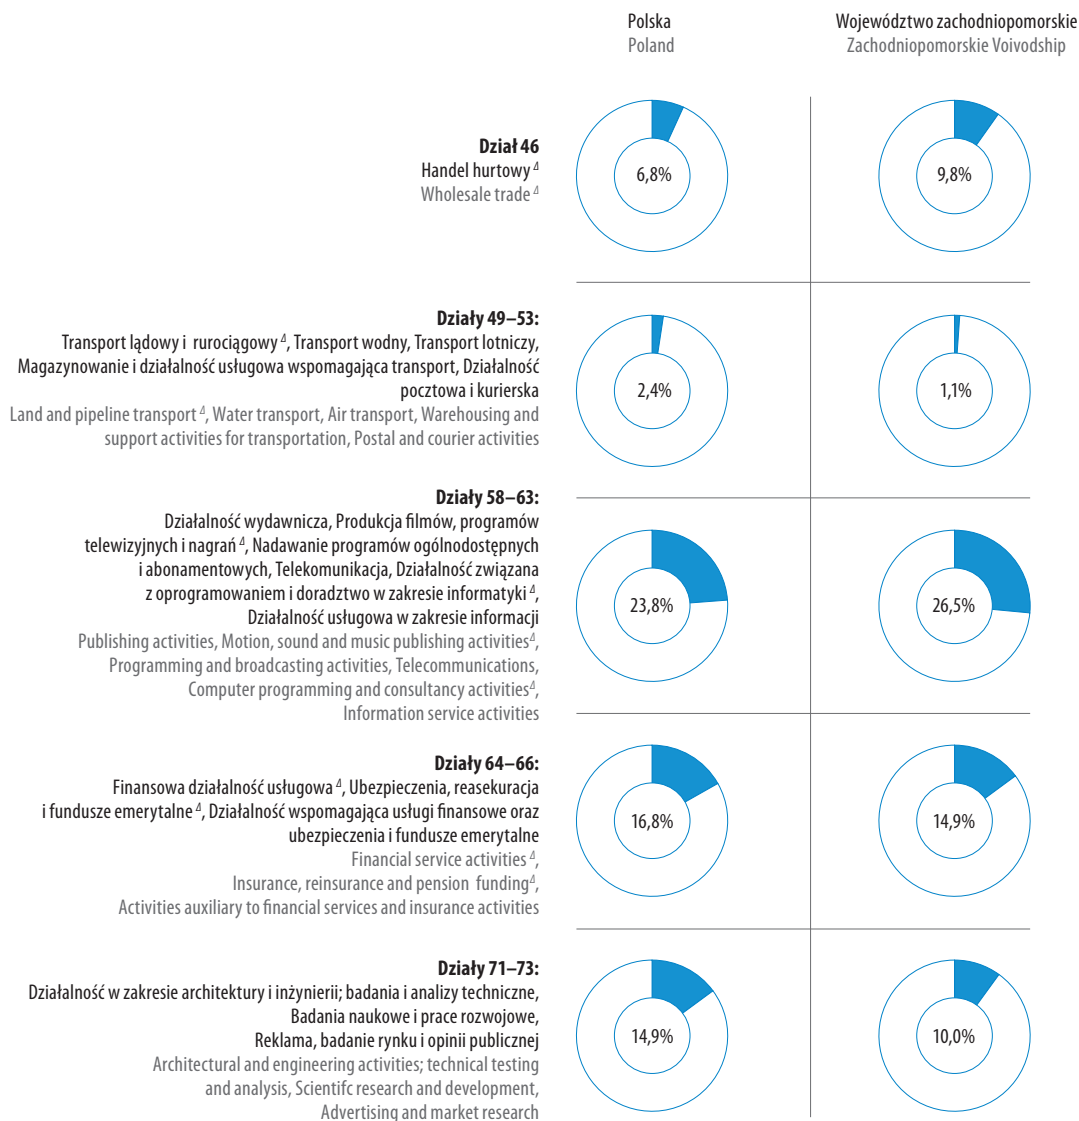 Polska
Poland
Województwo zachodniopomorskie
Zachodniopomorskie Voivodship
Dział 46
Handel hurtowy Δ
Wholesale trade Δ
6,8%
9,8%
Działy 49–53:
Transport lądowy i rurociągowy Δ, Transport wodny, Transport lotniczy,
Magazynowanie i działalność usługowa wspomagająca transport, Działalność
pocztowa i kurierska
Land and pipeline transport Δ, Water transport, Air transport, Warehousing and
support activities for transportation, Postal and courier activities
2,4%
1,1%
Działy 58–63:
Działalność wydawnicza, Produkcja filmów, programów
telewizyjnych i nagrań Δ, Nadawanie programów ogólnodostępnych
i abonamentowych, Telekomunikacja, Działalność związana
z oprogramowaniem i doradztwo w zakresie informatyki Δ,
Działalność usługowa w zakresie informacji
Publishing activities, Motion, sound and music publishing activitiesΔ,
Programming and broadcasting activities, Telecommunications,
Computer programming and consultancy activitiesΔ,
Information service activities
23,8%
26,5%
Działy 64–66:
Finansowa działalność usługowa Δ, Ubezpieczenia, reasekuracja
i fundusze emerytalne Δ, Działalność wspomagająca usługi finansowe oraz
ubezpieczenia i fundusze emerytalne
Financial service activities Δ,
Insurance, reinsurance and pension fundingΔ,
Activities auxiliary to financial services and insurance activities
16,8%
14,9%
Działy 71–73:
Działalność w zakresie architektury i inżynierii; badania i analizy techniczne,
Badania naukowe i prace rozwojowe,
Reklama, badanie rynku i opinii publicznej
Architectural and engineering activities; technical testing
and analysis, Scientifc research and development,
Advertising and market research
14,9%
10,0%